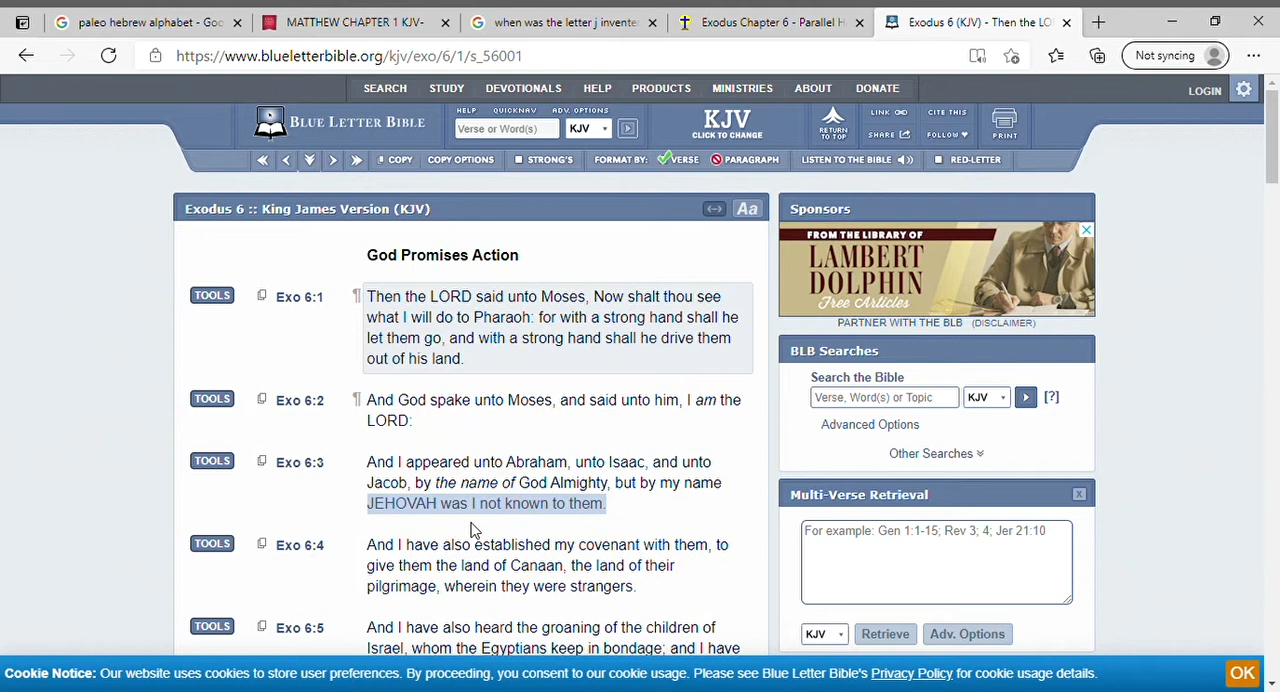 paleo hebrew alphabet - Goo
MATTHEW CHAPTER 1 KJV-
when was the letter j invente
Exodus Chapter 6 - Parallel H
Exodus 6 (KJV) - Then the LO
https://www.blueletterbible.org/kjv/exo/6/1/s_56001
Not syncing
SEARCH STUDY DEVOTIONALS HELP PRODUCTS MINISTRIES ABOUT DONATE
LOGIN
BLUE LETTER BIBLE
HELP QUICKNAV ADV. OPTIONS
Verse or Word(s) KJV
KJV
CLICK TO CHANGE
RETURN
TO TOP
LINK CITE THIS
SHARE FOLLOW
PRINT
COPY COPY OPTIONS STRONG'S FORMAT BY: VERSE PARAGRAPH LISTEN TO THE BIBLE RED-LETTER
Exodus 6 :: King James Version (KJV)
Aa
God Promises Action
TOOLS Exo 6:1 ¶ Then the LORD said unto Moses, Now shalt thou see
what I will do to Pharaoh: for with a strong hand shall he
let them go, and with a strong hand shall he drive them
out of his land.
TOOLS Exo 6:2 ¶ And God spake unto Moses, and said unto him, I am the
LORD:
TOOLS Exo 6:3 And I appeared unto Abraham, unto Isaac, and unto
Jacob, by the name of God Almighty, but by my name
JEHOVAH was I not known to them.
TOOLS Exo 6:4 And I have also established my covenant with them, to
give them the land of Canaan, the land of their
pilgrimage, wherein they were strangers.
TOOLS Exo 6:5 And I have also heard the groaning of the children of
Israel, whom the Egyptians keep in bondage; and I have
Sponsors
FROM THE LIBRARY OF
LAMBERT
DOLPHIN
Free Articles
PARTNER WITH THE BLB (DISCLAIMER)
BLB Searches
Search the Bible
Verse, Word(s) or Topic KJV [?]
Advanced Options
Other Searches
Multi-Verse Retrieval X
For example: Gen 1:1-15; Rev 3; 4; Jer 21:10
KJV Retrieve Adv. Options
Cookie Notice: Our website uses cookies to store user preferences. By proceeding, you consent to our cookie usage. Please see Blue Letter Bible's Privacy Policy for cookie usage details.
OK